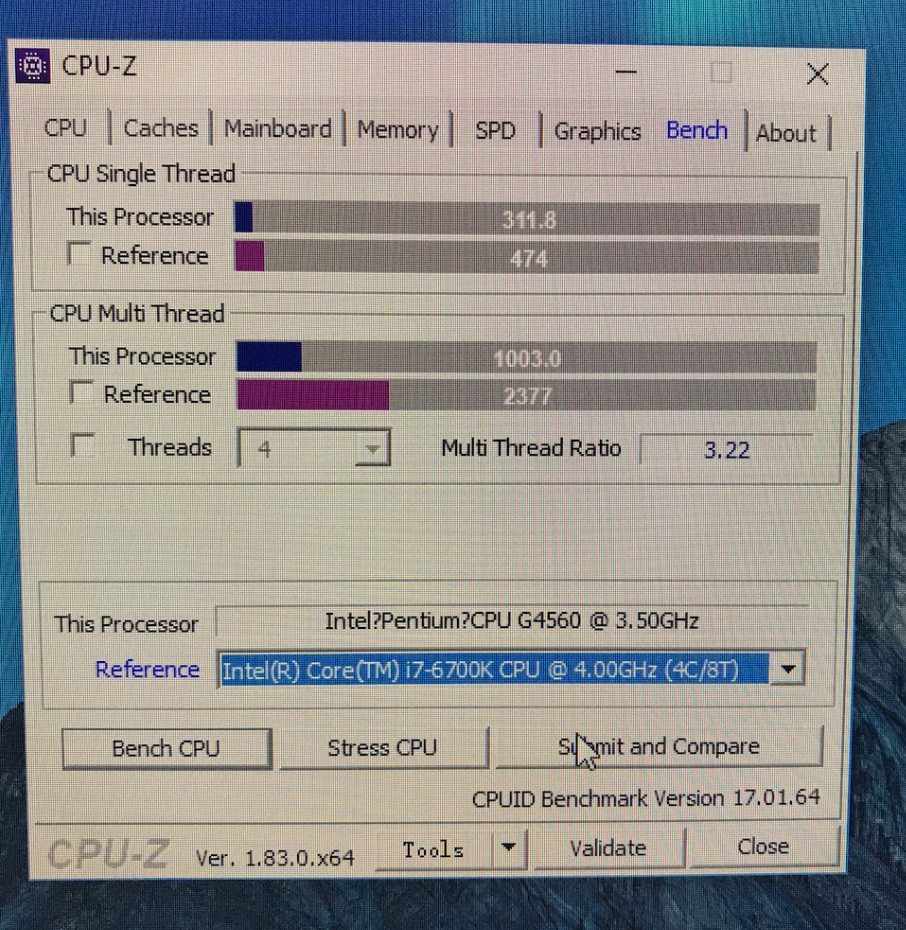 CPU-Z
CPU Caches Mainboard Memory SPD Graphics Bench About
CPU Single Thread
This Processor 311.8
Reference 474
CPU Multi Thread
This Processor 1003.0
Reference 2377
Threads 4 Multi Thread Ratio 3.22
This Processor Intel?Pentium?CPU G4560 @ 3.50GHz
Reference Intel(R) Core(TM) i7-6700K CPU @ 4.00GHz (4C/8T)
Bench CPU Stress CPU Submit and Compare
CPUID Benchmark Version 17.01.64
CPU-Z Ver. 1.83.0.x64 Tools Validate Close